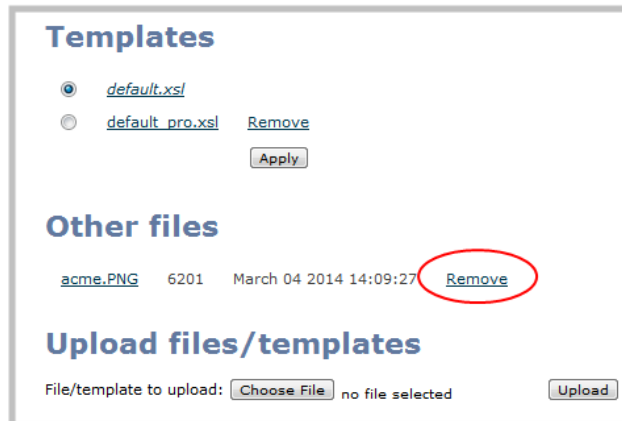 Templates
default.xsl
default_pro.xsl Remove
Apply
Other files
acme.PNG 6201 March 04 2014 14:09:27 Remove
Upload files/templates
File/template to upload: Choose File no file selected Upload